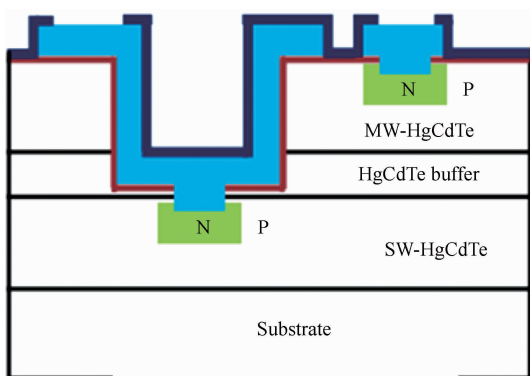 N P
MW-HgCdTe
HgCdTe buffer
N P
SW-HgCdTe
Substrate